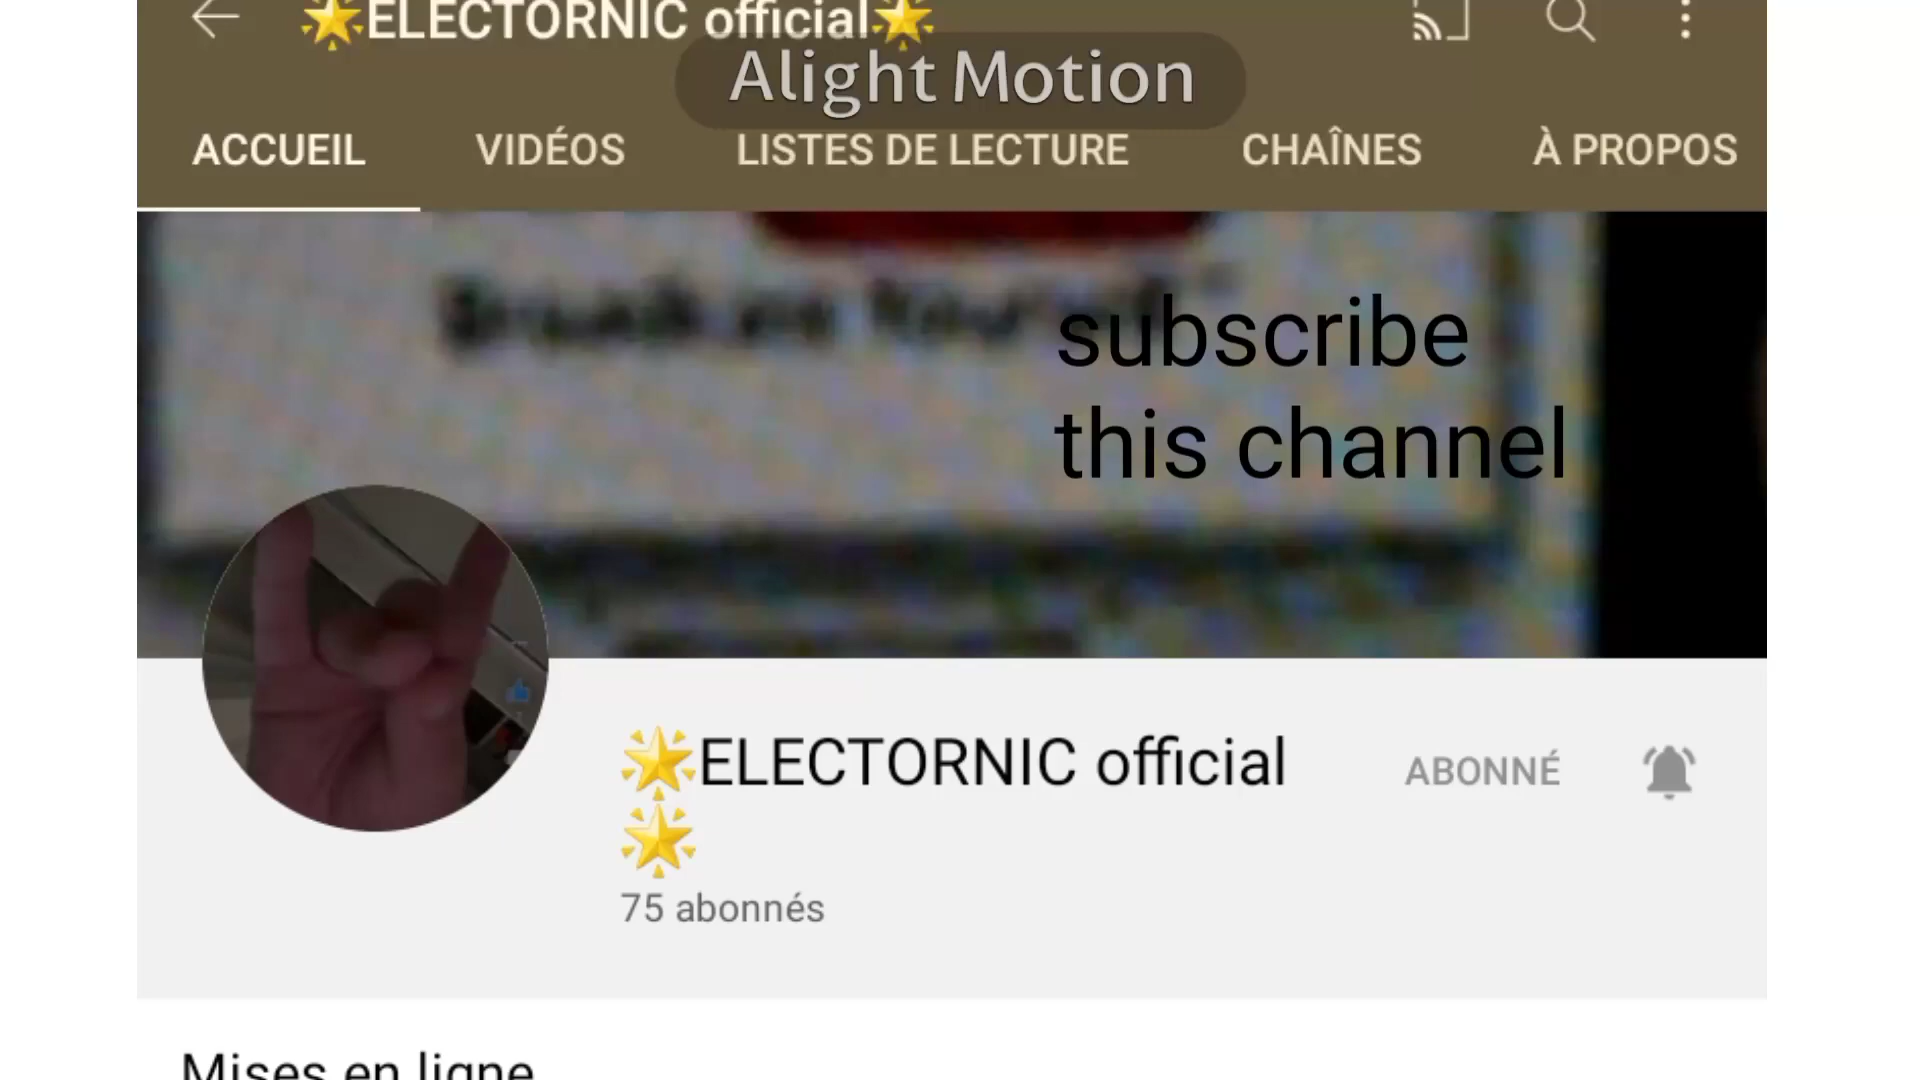 🌟ELECTORNIC official🌟
Alight Motion
ACCUEIL VIDÉOS LISTES DE LECTURE CHAÎNES À PROPOS
subscribe
this channel
🌟ELECTORNIC official
🌟
ABONNÉ
75 abonnés
Mises en ligne